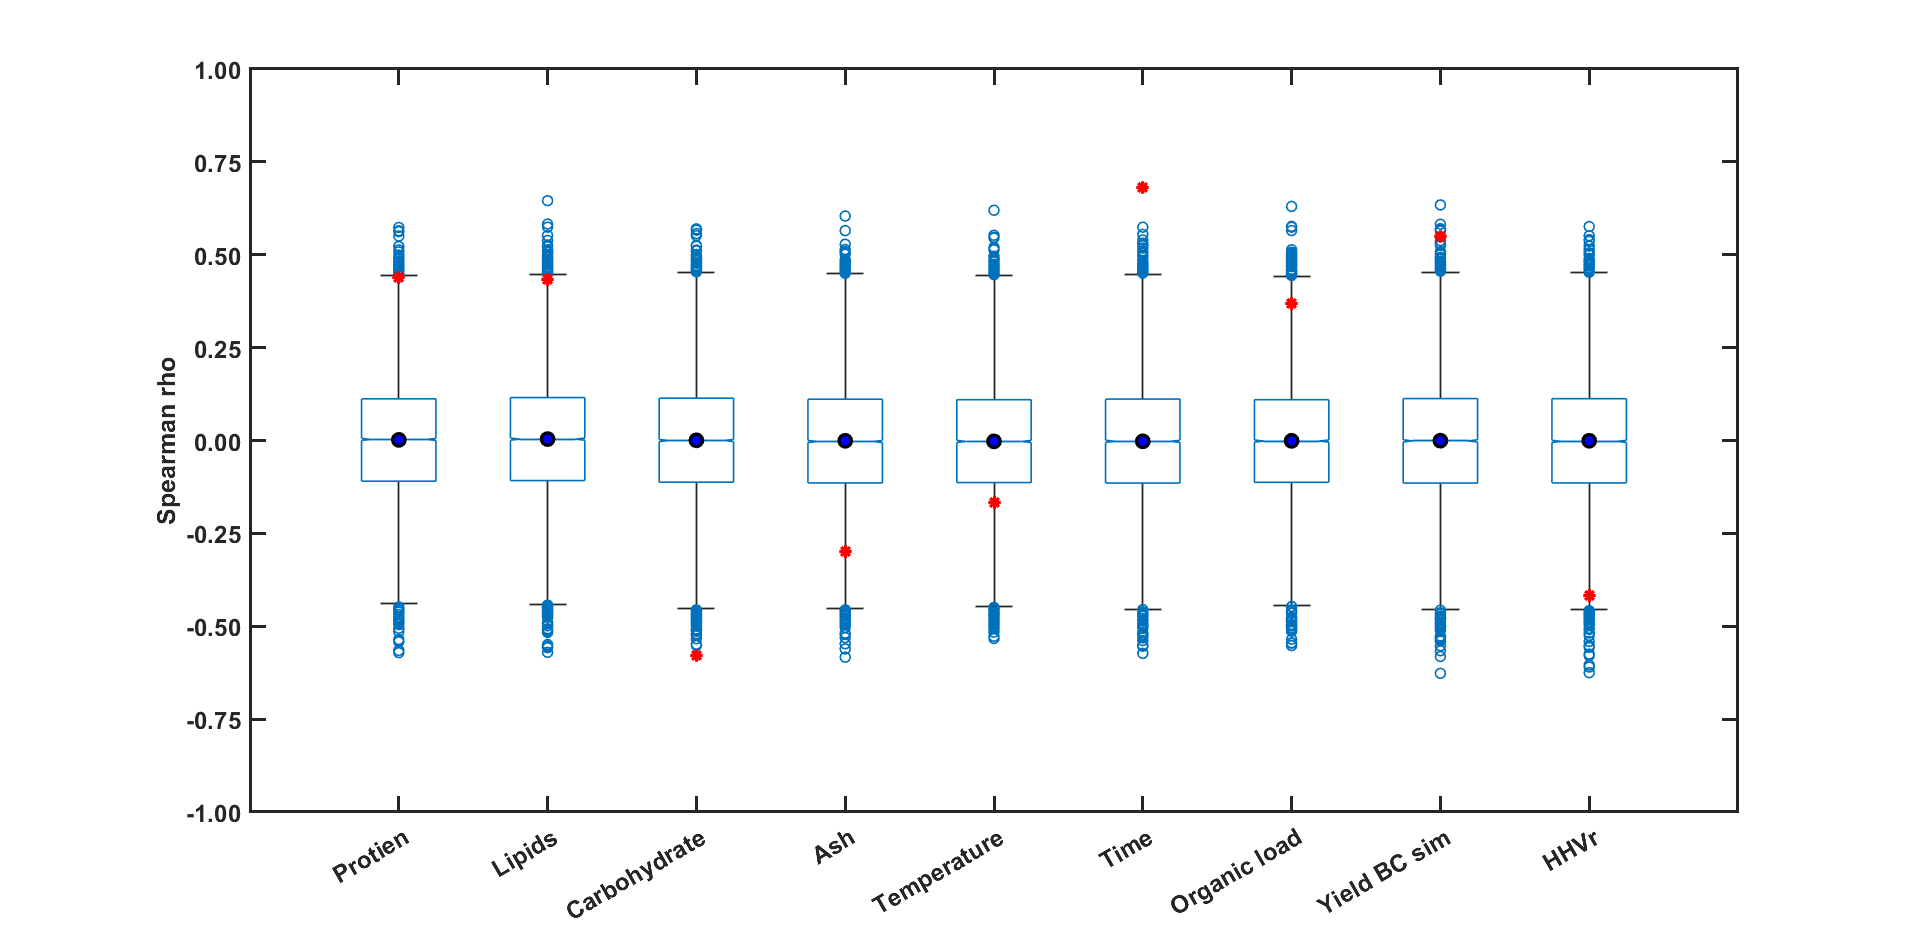 1.00
0.75
0.50
0.25
0.00
-0.25
-0.50
-0.75
-1.00
Spearman rho
Protien
Lipids
Carbohydrate
Ash
Temperature
Time
Organic load
Yield BC sim
HHVr